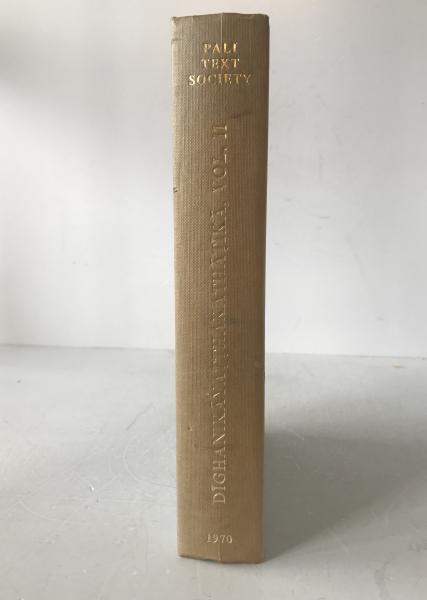 PALI
TEXT
SOCIETY
DĪGHANIKĀYAṬṬHAKATHĀṬĪKĀ, VOL. II
1970